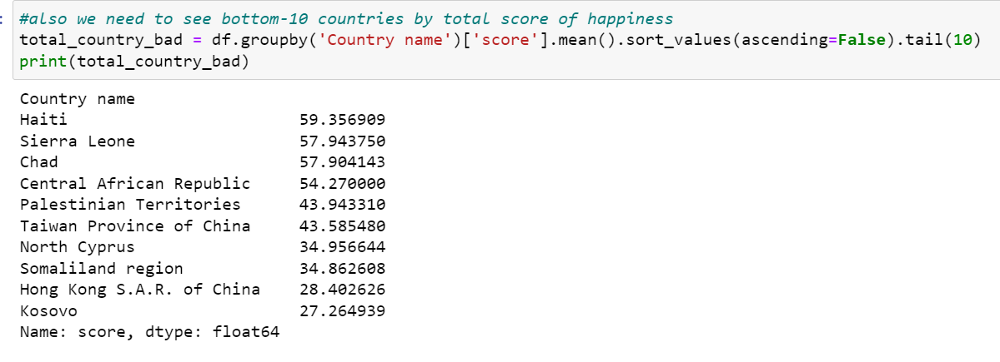 : #also we need to see bottom-10 countries by total score of happiness
total_country_bad = df.groupby('Country name')['score'].mean().sort_values(ascending=False).tail(10)
print(total_country_bad)
Country name
Haiti                        59.356909
Sierra Leone                 57.943750
Chad                         57.904143
Central African Republic     54.270000
Palestinian Territories      43.943310
Taiwan Province of China     43.585480
North Cyprus                 34.956644
Somaliland region            34.862608
Hong Kong S.A.R. of China    28.402626
Kosovo                       27.264939
Name: score, dtype: float64